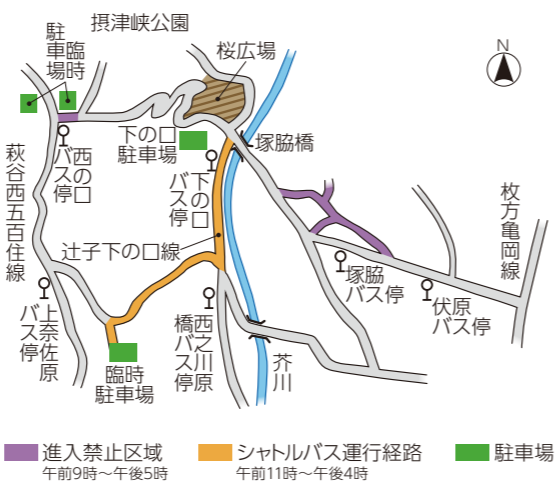 摂津峡公園
臨時
駐車場
桜広場
N
下の口
駐車場
塚脇橋
西の口
バス停
下の口
バス停
萩谷西五百住線
辻子下の口線
枚方亀岡線
塚脇
バス停
伏原
バス停
上奈佐原
バス停
西之川原
橋バス停
芥川
臨時
駐車場
進入禁止区域
午前9時～午後5時
シャトルバス運行経路
午前11時～午後4時
駐車場